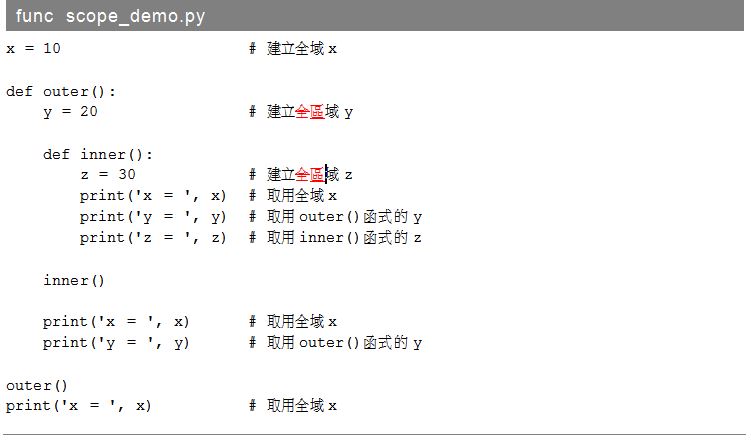 func scope_demo.py
x = 10 # 建立全域 x
def outer():
y = 20 # 建立全區域 y
def inner():
z = 30 # 建立全區域 z
print('x = ', x) # 取用全域 x
print('y = ', y) # 取用 outer()函式的 y
print('z = ', z) # 取用 inner()函式的 z
inner()
print('x = ', x) # 取用全域 x
print('y = ', y) # 取用 outer()函式的 y
outer()
print('x = ', x) # 取用全域 x